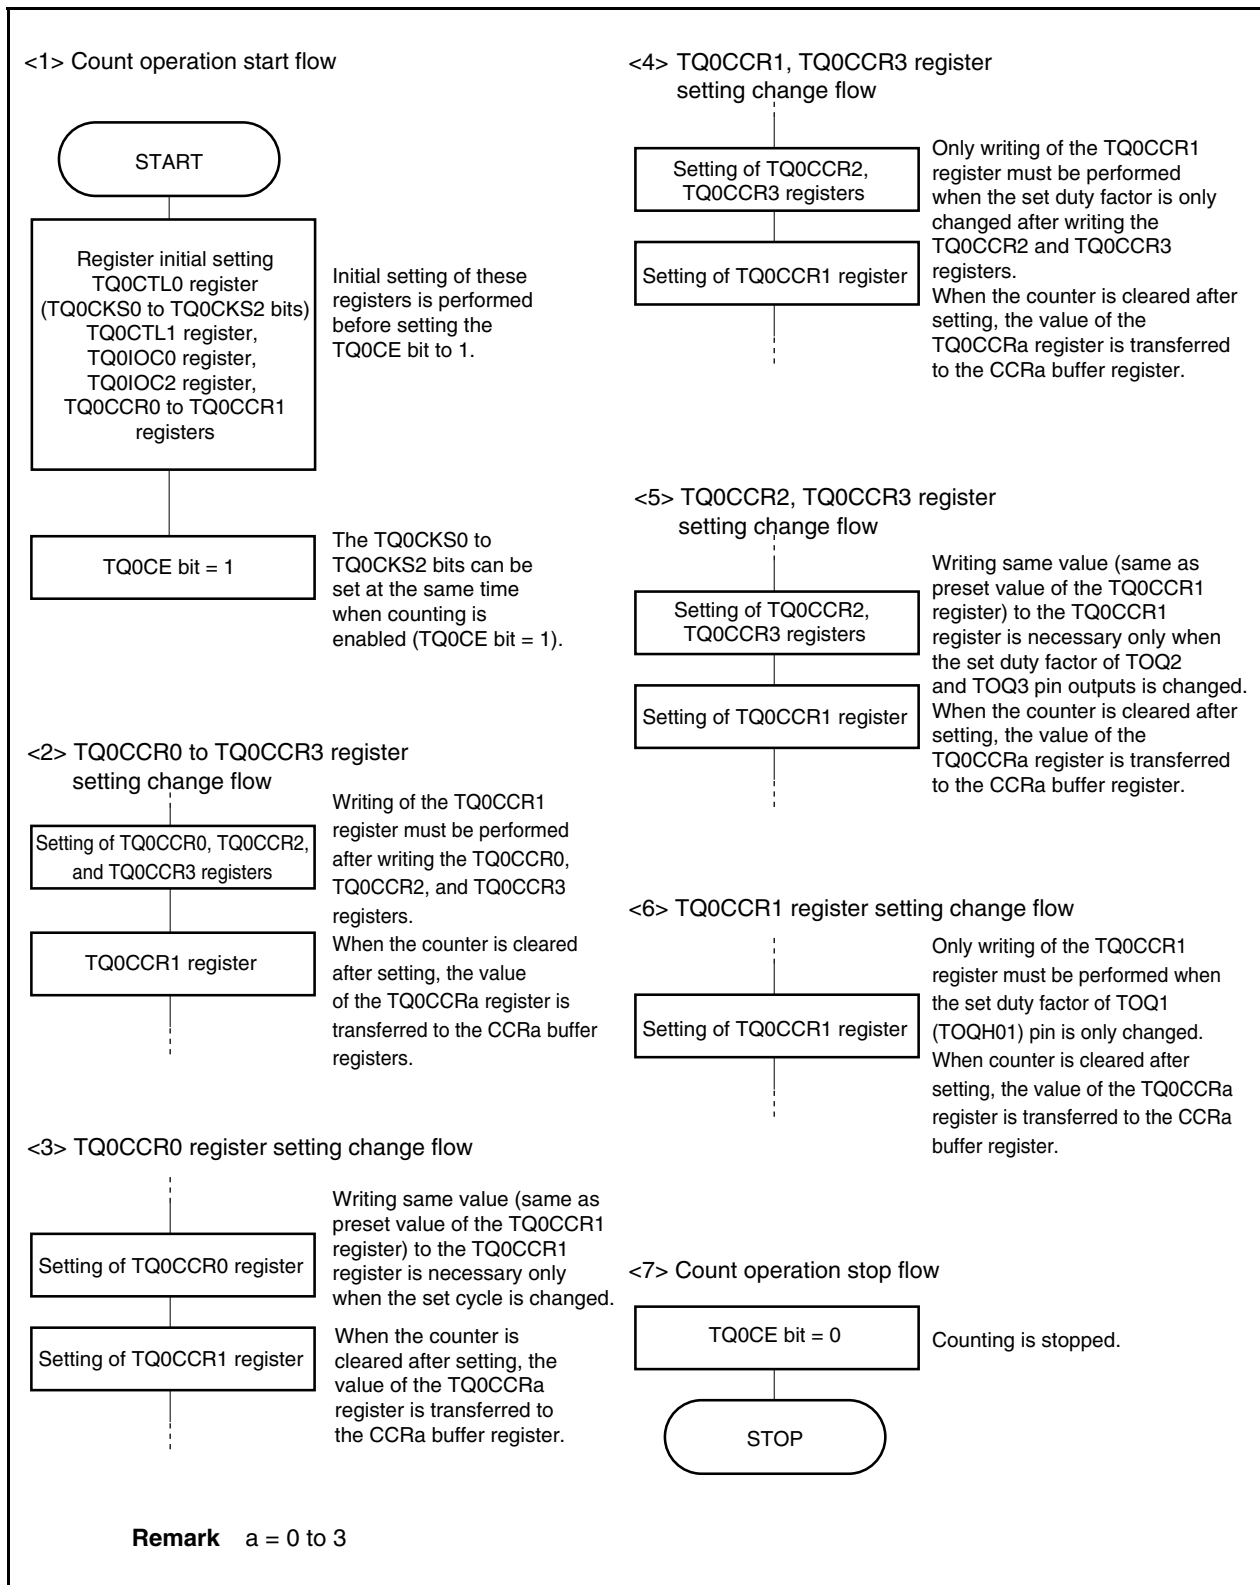 <1> Count operation start flow
START
Register initial setting
TQ0CTL0 register
(TQ0CKS0 to TQ0CKS2 bits)
TQ0CTL1 register,
TQ0IOC0 register,
TQ0IOC2 register,
TQ0CCR0 to TQ0CCR1
registers
Initial setting of these
registers is performed
before setting the
TQ0CE bit to 1.
TQ0CE bit = 1
The TQ0CKS0 to
TQ0CKS2 bits can be
set at the same time
when counting is
enabled (TQ0CE bit = 1).
<2> TQ0CCR0 to TQ0CCR3 register
setting change flow
Setting of TQ0CCR0, TQ0CCR2,
and TQ0CCR3 registers
TQ0CCR1 register
Writing of the TQ0CCR1
register must be performed
after writing the TQ0CCR0,
TQ0CCR2, and TQ0CCR3
registers.
When the counter is cleared
after setting, the value
of the TQ0CCRa register is
transferred to the CCRa buffer
registers.
<3> TQ0CCR0 register setting change flow
Setting of TQ0CCR0 register
Setting of TQ0CCR1 register
Writing same value (same as
preset value of the TQ0CCR1
register) to the TQ0CCR1
register is necessary only
when the set cycle is changed.
When the counter is
cleared after setting, the
value of the TQ0CCRa
register is transferred to
the CCRa buffer register.
<4> TQ0CCR1, TQ0CCR3 register
setting change flow
Setting of TQ0CCR2,
TQ0CCR3 registers
Setting of TQ0CCR1 register
Only writing of the TQ0CCR1
register must be performed
when the set duty factor is only
changed after writing the
TQ0CCR2 and TQ0CCR3
registers.
When the counter is cleared after
setting, the value of the
TQ0CCRa register is transferred
to the CCRa buffer register.
<5> TQ0CCR2, TQ0CCR3 register
setting change flow
Setting of TQ0CCR2,
TQ0CCR3 registers
Setting of TQ0CCR1 register
Writing same value (same as
preset value of the TQ0CCR1
register) to the TQ0CCR1
register is necessary only when
the set duty factor of TOQ2
and TOQ3 pin outputs is changed.
When the counter is cleared after
setting, the value of the
TQ0CCRa register is transferred
to the CCRa buffer register.
<6> TQ0CCR1 register setting change flow
Setting of TQ0CCR1 register
Only writing of the TQ0CCR1
register must be performed when
the set duty factor of TOQ1
(TOQH01) pin is only changed.
When counter is cleared after
setting, the value of the TQ0CCRa
register is transferred to the CCRa
buffer register.
<7> Count operation stop flow
TQ0CE bit = 0
Counting is stopped.
STOP
Remark a = 0 to 3